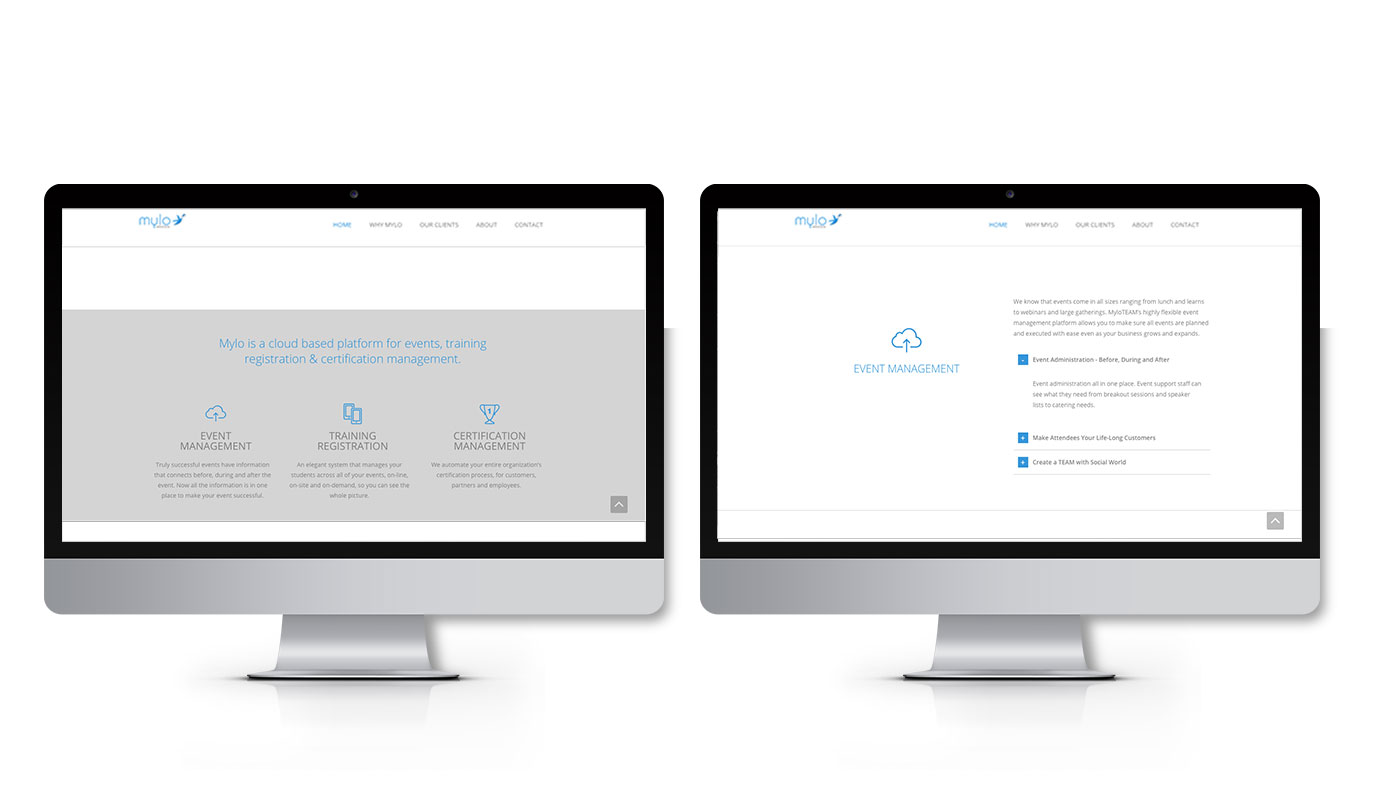 mylo
HOME WHY MYLO OUR CLIENTS ABOUT CONTACT
Mylo is a cloud based platform for events, training
registration & certification management.
EVENT
MANAGEMENT
Truly successful events have information
that connects before, during and after the
event. Now all the information is in one
place to make your event successful.
TRAINING
REGISTRATION
An elegant system that manages your
students across all of your events, on-line,
on-site and on-demand, so you can see the
whole picture.
1
CERTIFICATION
MANAGEMENT
We automate your entire organization's
certification process, for customers,
partners and employees.
mylo
HOME WHY MYLO OUR CLIENTS ABOUT CONTACT
EVENT MANAGEMENT
We know that events come in all sizes ranging from lunch and learns
to webinars and large gatherings. MyloTEAM's highly flexible event
management platform allows you to make sure all events are planned
and executed with ease even as your business grows and expands.
- Event Administration - Before, During and After
Event administration all in one place. Event support staff can
see what they need from breakout sessions and speaker
lists to catering needs.
+ Make Attendees Your Life-Long Customers
+ Create a TEAM with Social World